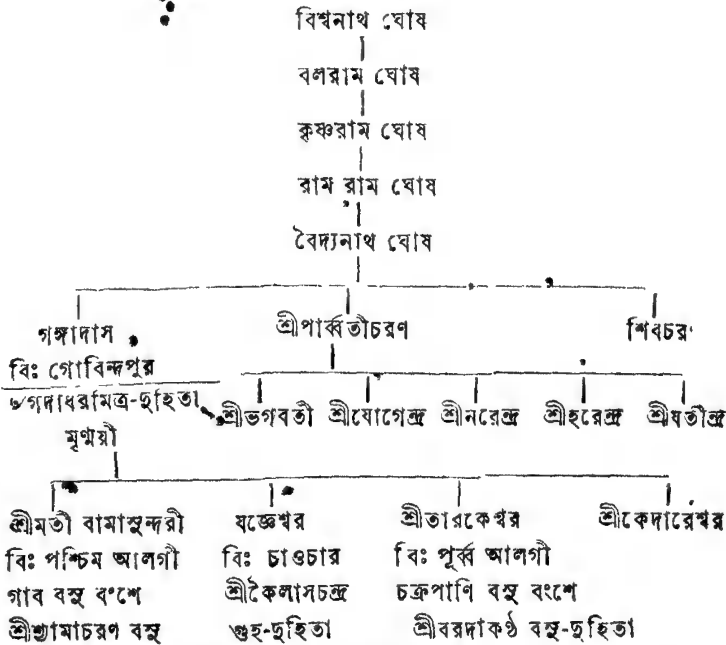 বিশ্বনাথ ঘোষ
বলরাম ঘোষ
কৃষ্ণরাম ঘোষ
রাম রাম ঘোষ
বৈদ্যনাথ ঘোষ
গঙ্গাদাস শ্রীপার্ব্বতীচরণ শিবচরণ
বিঃ গোবিন্দপুর
৺গদাধরমিত্র-দুহিতা শ্রীভগবতী শ্রীযোগেন্দ্র শ্রীনরেন্দ্র শ্রীহরেন্দ্র শ্রীযতীন্দ্র
মৃণ্ময়ী
শ্রীমতী বামাসুন্দরী যজ্ঞেশ্বর শ্রীতারকেশ্বর শ্রীকেদারেশ্বর
বিঃ পশ্চিম আলগী বিঃ চাওচার বিঃ পূর্ব্ব আলগী
গাব বসু বংশে শ্রীকৈলাসচন্দ্র চক্রপাণি বসু বংশে
শ্রীশ্যামাচরণ বসু গুহ-দুহিতা শ্রীবরদাকণ্ঠ বসু-দুহিতা